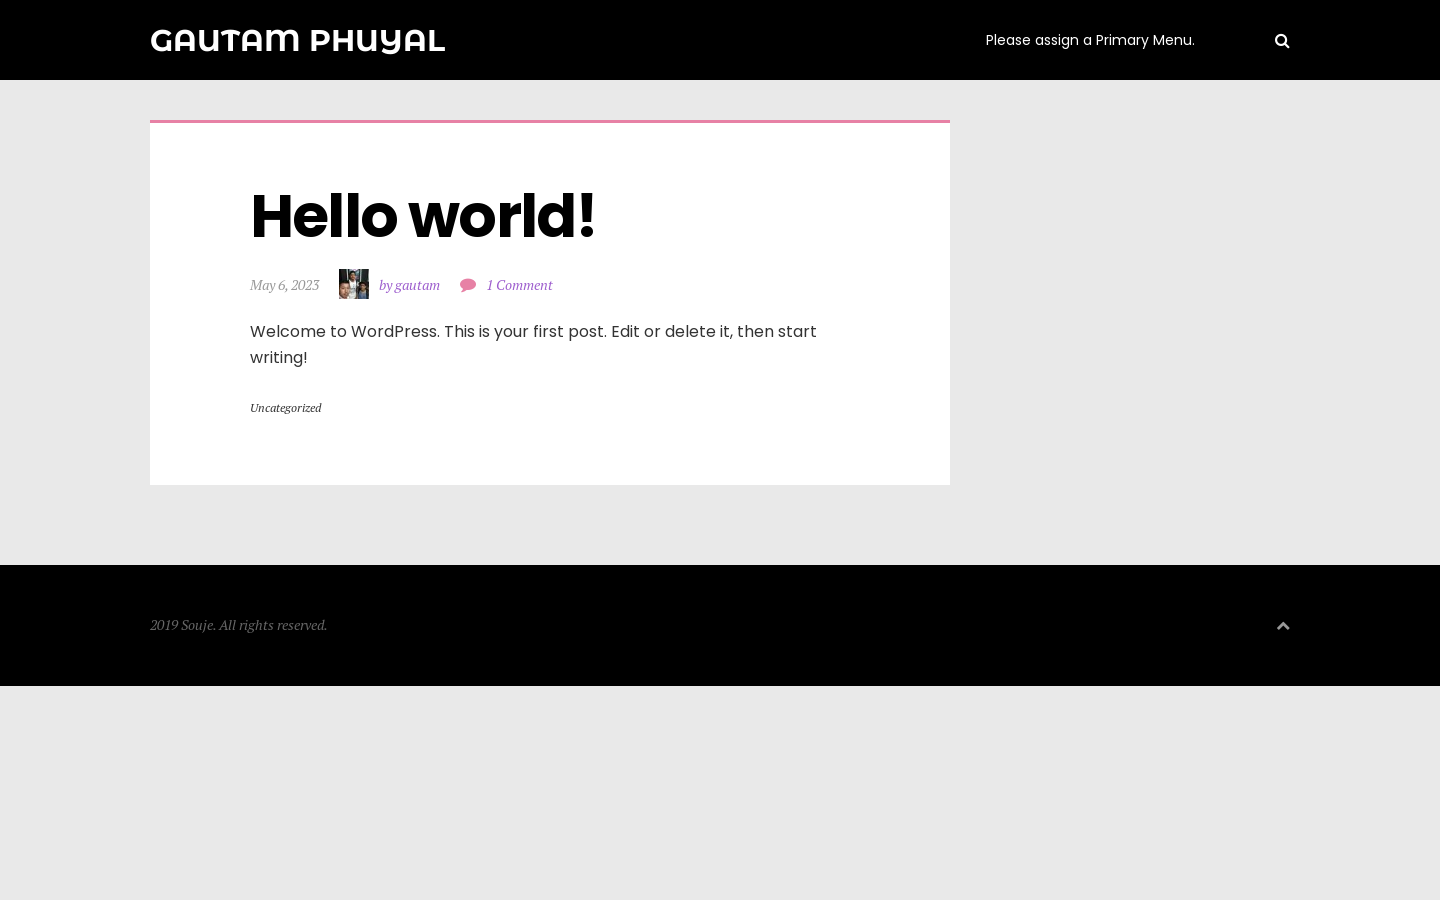 GAUTAM PHUYAL
Please assign a Primary Menu.
Hello world!
May 6, 2023 by gautam 1 Comment
Welcome to WordPress. This is your first post. Edit or delete it, then start
writing!
Uncategorized
2019 Souje. All rights reserved.